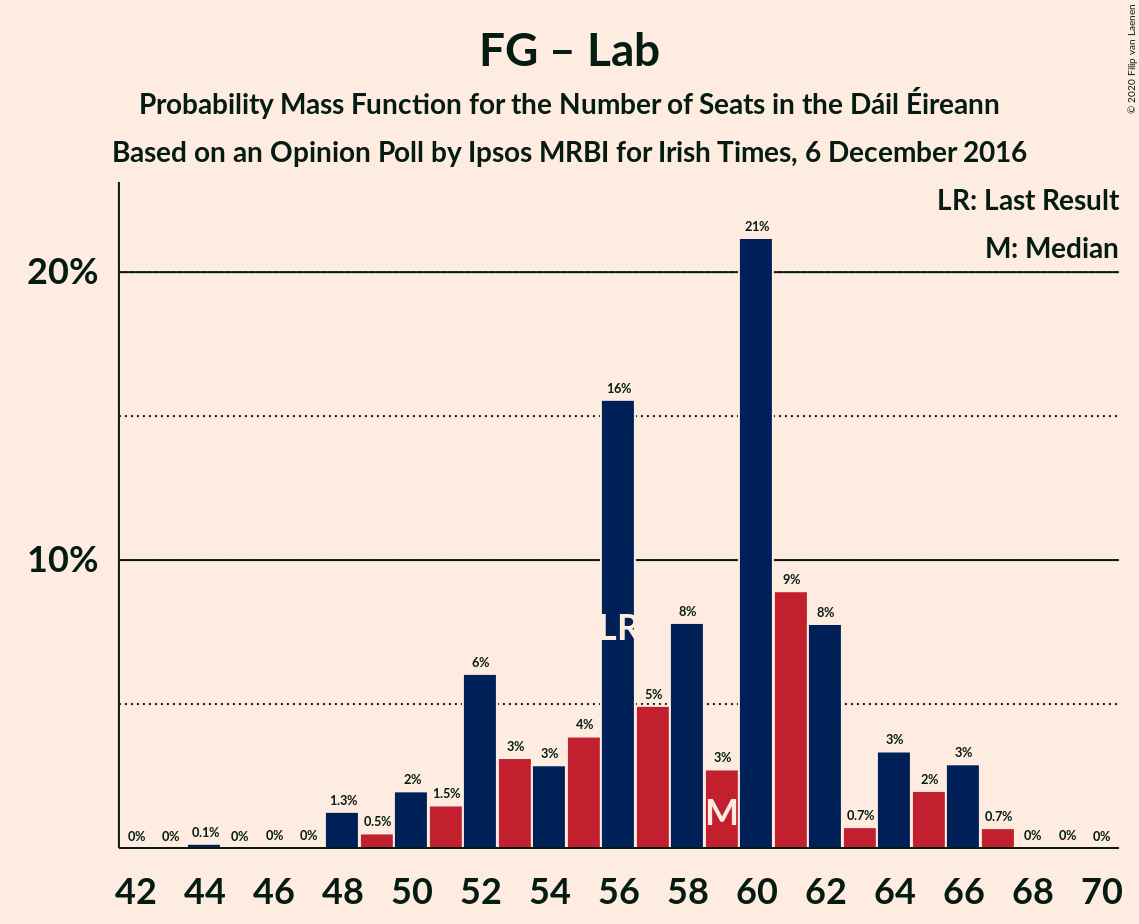 FG – Lab
Probability Mass Function for the Number of Seats in the Dáil Éireann
Based on an Opinion Poll by Ipsos MRBI for Irish Times, 6 December 2016
© 2020 Filip van Laenen
LR: Last Result
M: Median
20%
10%
0% 0% 0.1% 0% 0% 0% 1.3% 0.5% 2% 1.5% 6% 3% 3% 4% 16% 5% 8% 3% 21% 9% 8% 0.7% 3% 2% 3% 0.7% 0% 0% 0%
LR
M
42 44 46 48 50 52 54 56 58 60 62 64 66 68 70